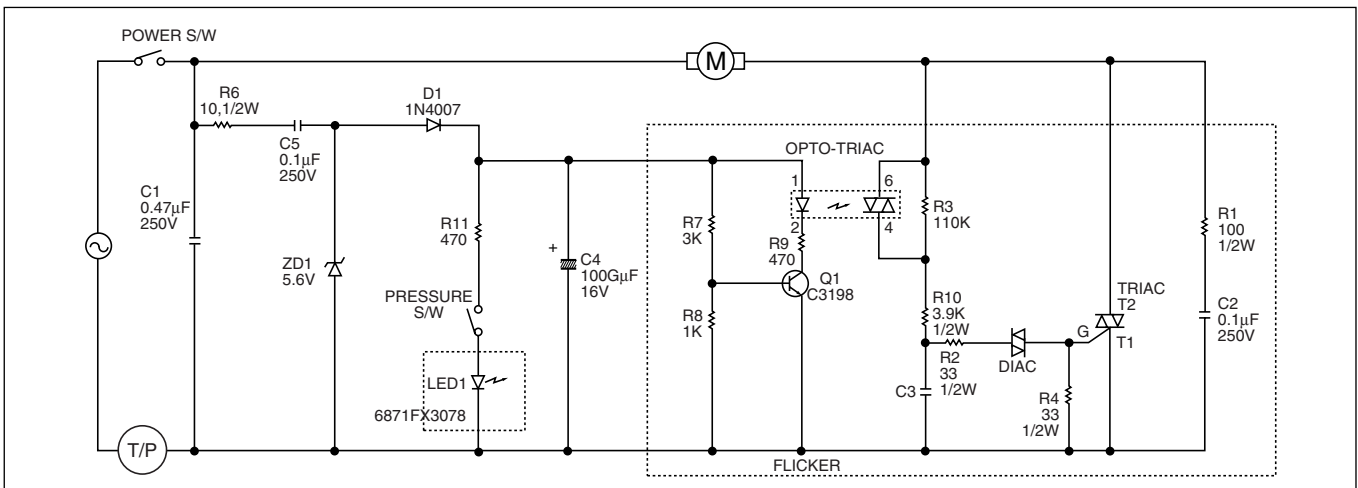 POWER S/W
M
R6
10,1/2W
D1
1N4007
C5
0.1µF
250V
OPTO-TRIAC
C1
0.47µF
250V
1
6
2
4
R3
110K
R1
100
1/2W
R11
470
R7
3K
R9
470
+
C4
100GµF
16V
ZD1
5.6V
Q1
C3198
PRESSURE
S/W
R8
1K
R10
3.9K
1/2W
TRIAC
T2
G
T1
C2
0.1µF
250V
R2
33
1/2W
DIAC
LED1
6871FX3078
C3
R4
33
1/2W
T/P
FLICKER